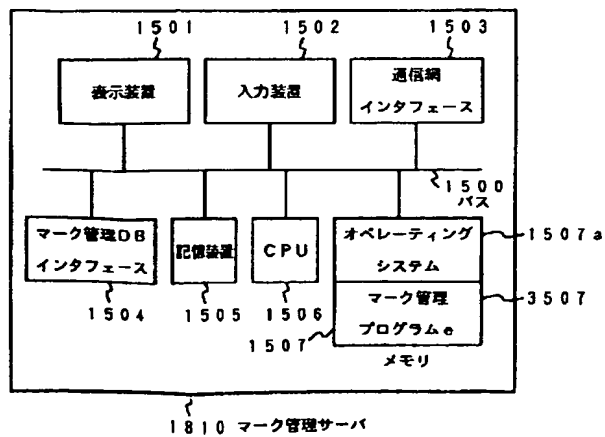 1501
1502
1503
表示装置
入力装置
通信網
インタフェース
1500
バス
マーク管理DB
インタフェース
1504
記憶装置
1505
CPU
1506
オペレーティング
システム
1507a
マーク管理
プログラムe
3507
1507
メモリ
1810 マーク管理サーバ